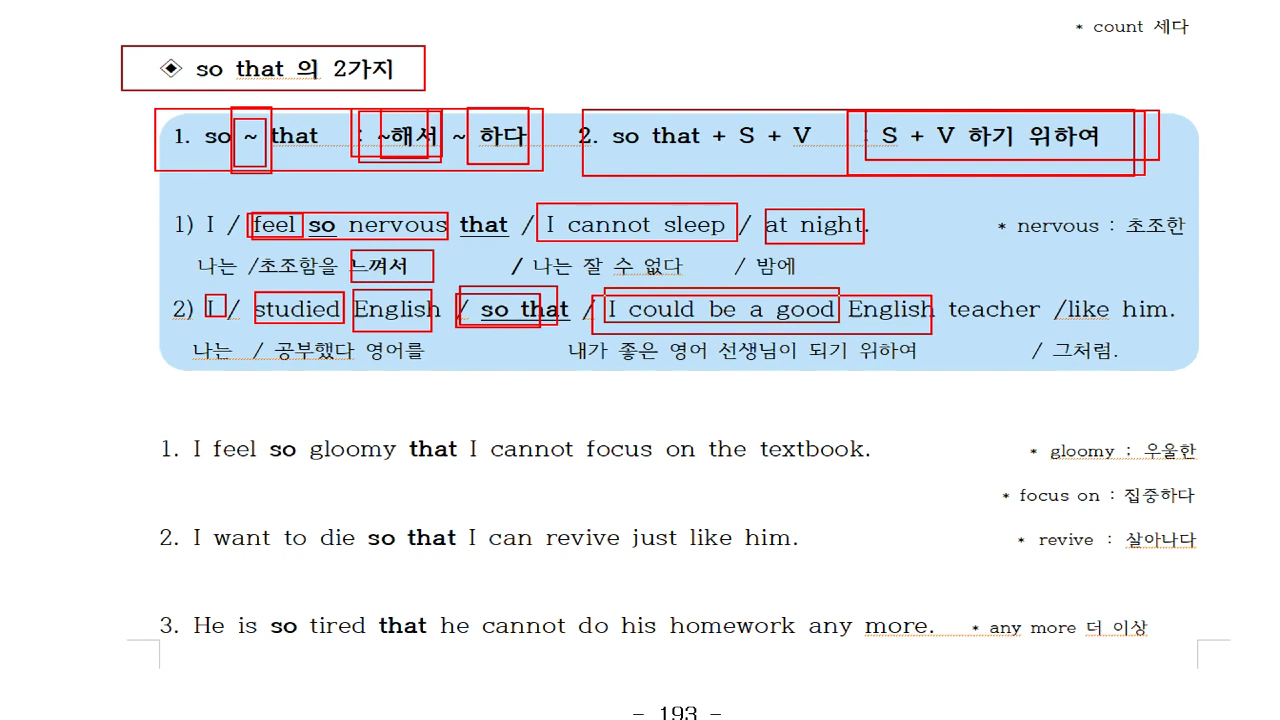 * count 세다
◈ so that 의 2가지
1. so ~ that : ~해서 ~ 하다 2. so that + S + V : S + V 하기 위하여
1) I / feel so nervous that / I cannot sleep / at night. * nervous : 초조한
나는 /초조함을 느껴서 / 나는 잘 수 없다 / 밤에
2) I / studied English / so that / I could be a good English teacher /like him.
나는 / 공부했다 영어를 내가 좋은 영어 선생님이 되기 위하여 / 그처럼.
1. I feel so gloomy that I cannot focus on the textbook. * gloomy : 우울한
* focus on : 집중하다
2. I want to die so that I can revive just like him. * revive : 살아나다
3. He is so tired that he cannot do his homework any more. * any more 더 이상
- 193 -